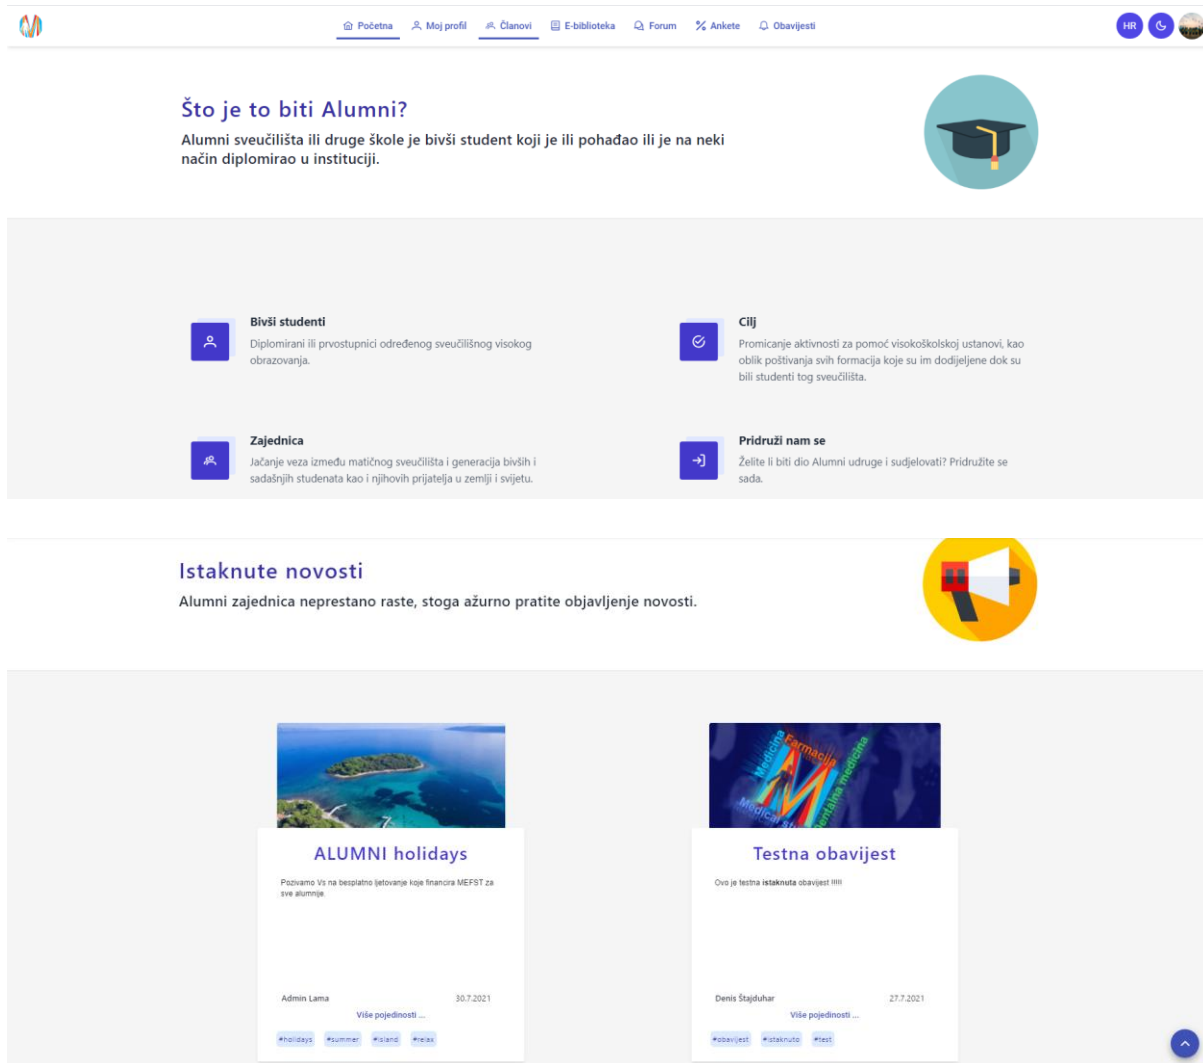 Početna Moj profil Članovi E-biblioteka Forum Ankete Obavijesti HR
Što je to biti Alumni?
Alumni sveučilišta ili druge škole je bivši student koji je ili pohađao ili je na neki
način diplomirao u instituciji.
Bivši studenti
Diplomirani ili prvostupnici određenog sveučilišnog visokog
obrazovanja.
Cilj
Promicanje aktivnosti za pomoć visokoškolskoj ustanovi, kao
oblik poštivanja svih formacija koje su im dodijeljene dok su
bili studenti tog sveučilišta.
Zajednica
Jačanje veza između matičnog sveučilišta i generacija bivših i
sadašnjih studenata kao i njihovih prijatelja u zemlji i svijetu.
Pridruži nam se
Želite li biti dio Alumni udruge i sudjelovati? Pridružite se
sada.
Istaknute novosti
Alumni zajednica neprestano raste, stoga ažurno pratite objavljenje novosti.
ALUMNI holidays
Pozivamo Vs na besplatno ljetovanje koje financira MEFST za
sve alumnije.
Admin Lama 30.7.2021
Više pojedinosti ...
#holidays #summer #island #relax
Medicina
Farmacija
Dentalna medicina
Medical
Testna obavijest
Ovo je testna istaknuta obavijest !!!!!
Denis Štajduhar 27.7.2021
Više pojedinosti ...
#obavijest #istaknuto #test